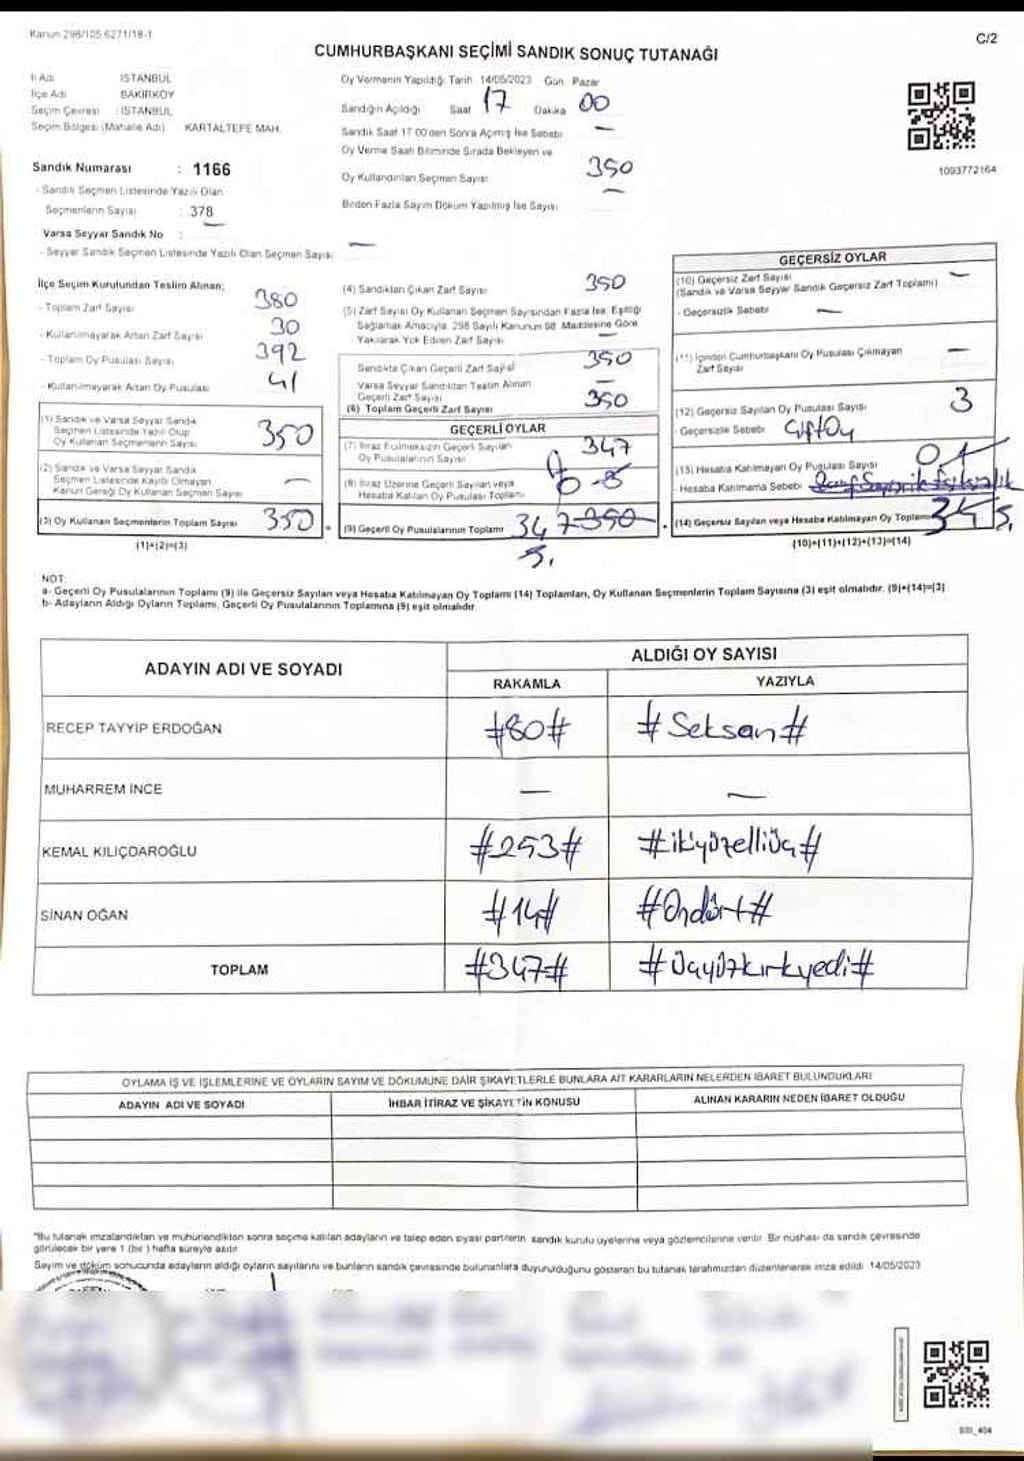 Kanun 298/105,6271/18-1
C/2
CUMHURBAŞKANI SEÇİMİ SANDIK SONUÇ TUTANAĞI
İl Adı : İSTANBUL
İlçe Adı : BAKIRKÖY
Seçim Çevresi : İSTANBUL
Seçim Bölgesi (Mahalle Adı) KARTALTEPE MAH.
Sandık Numarası : 1166
- Sandık Seçmen Listesinde Yazılı Olan
Seçmenlerin Sayısı : 378
Varsa Seyyar Sandık No : —
- Seyyar Sandık Seçmen Listesinde Yazılı Olan Seçmen Sayısı: —
Oy Vermenin Yapıldığı Tarih 14/05/2023 Gün Pazar
Sandığın Açıldığı Saat 17 Dakika 00
Sandık Saat 17.00'den Sonra Açılmış İse Sebebi —
Oy Verme Saati Bitiminde Sırada Bekleyen ve
Oy Kullandırılan Seçmen Sayısı 350
Birden Fazla Sayım Döküm Yapılmış İse Sayısı —
1093772164
İlçe Seçim Kurulundan Teslim Alınan;
- Toplam Zarf Sayısı 380
- Kullanılmayarak Artan Zarf Sayısı 30
- Toplam Oy Pusulası Sayısı 392
- Kullanılmayarak Artan Oy Pusulası 41
(1) Sandık ve Varsa Seyyar Sandık
Seçmen Listesinde Yazılı Olup
Oy Kullanan Seçmenlerin Sayısı 350
(2) Sandık ve Varsa Seyyar Sandık
Seçmen Listesinde Kayıtlı Olmayan
Kanun Gereği Oy Kullanan Seçmen Sayısı —
(3) Oy Kullanan Seçmenlerin Toplam Sayısı 350
(1)+(2)=(3)
(4) Sandıktan Çıkan Zarf Sayısı 350
(5) Zarf Sayısı Oy Kullanan Seçmen Sayısından Fazla İse, Eşitliği
Sağlamak Amacıyla, 298 Sayılı Kanunun 98. Maddesine Göre
Yakılarak Yok Edilen Zarf Sayısı —
Sandıkta Çıkan Geçerli Zarf Sayısı 350
Varsa Seyyar Sandıktan Teslim Alınan
Geçerli Zarf Sayısı —
(6) Toplam Geçerli Zarf Sayısı 350
GEÇERLİ OYLAR
(7) İtiraz Edilmeksizin Geçerli Sayılan
Oy Pusulalarının Sayısı 347
(8) İtiraz Üzerine Geçerli Sayılan veya
Hesaba Katılan Oy Pusulası Toplamı 0
(9) Geçerli Oy Pusulalarının Toplamı 347 350
GEÇERSİZ OYLAR
(10) Geçersiz Zarf Sayısı —
(Sandık ve Varsa Seyyar Sandık Geçersiz Zarf Toplamı)
- Geçersizlik Sebebi —
(11) İçinden Cumhurbaşkanı Oy Pusulası Çıkmayan
Zarf Sayısı —
(12) Geçersiz Sayılan Oy Pusulası Sayısı 3
- Geçersizlik Sebebi Çift Oy
(13) Hesaba Katılmayan Oy Pusulası Sayısı 0
- Hesaba Katılmama Sebebi
(14) Geçersiz Sayılan veya Hesaba Katılmayan Oy Toplamı 3
(10)+(11)+(12)+(13)=(14)
NOT:
a- Geçerli Oy Pusulalarının Toplamı (9) ile Geçersiz Sayılan veya Hesaba Katılmayan Oy Toplamı (14) Toplamları, Oy Kullanan Seçmenlerin Toplam Sayısına (3) eşit olmalıdır. (9)+(14)=(3)
b- Adayların Aldığı Oyların Toplamı, Geçerli Oy Pusulalarının Toplamına (9) eşit olmalıdır.
ADAYIN ADI VE SOYADI
ALDIĞI OY SAYISI
RAKAMLA YAZIYLA
RECEP TAYYİP ERDOĞAN #80# #Seksan#
MUHARREM İNCE — —
KEMAL KILIÇDAROĞLU #253# #ikiyüzelliüç#
SİNAN OĞAN #14# #Ondört#
TOPLAM #347# #üçyüzkırkyedi#
OYLAMA İŞ VE İŞLEMLERİNE VE OYLARIN SAYIM VE DÖKÜMÜNE DAİR ŞİKAYETLERLE BUNLARA AİT KARARLARIN NELERDEN İBARET BULUNDUKLARI
ADAYIN ADI VE SOYADI İHBAR İTİRAZ VE ŞİKAYETİN KONUSU ALINAN KARARIN NEDEN İBARET OLDUĞU
*Bu tutanak imzalandıktan ve mühürlendikten sonra seçime katılan adayların ve talep eden siyasi partilerin sandık kurulu üyelerine veya gözlemcilerine verilir. Bir nüshası da sandık çevresinde
görülecek bir yere 1 (bir) hafta süreyle asılır
Sayım ve döküm sonucunda adayların aldığı oyların sayılarını ve bunların sandık çevresinde bulunanlara duyurulduğunu gösteren bu tutanak tarafımızdan düzenlenerek imza edildi. 14/05/2023